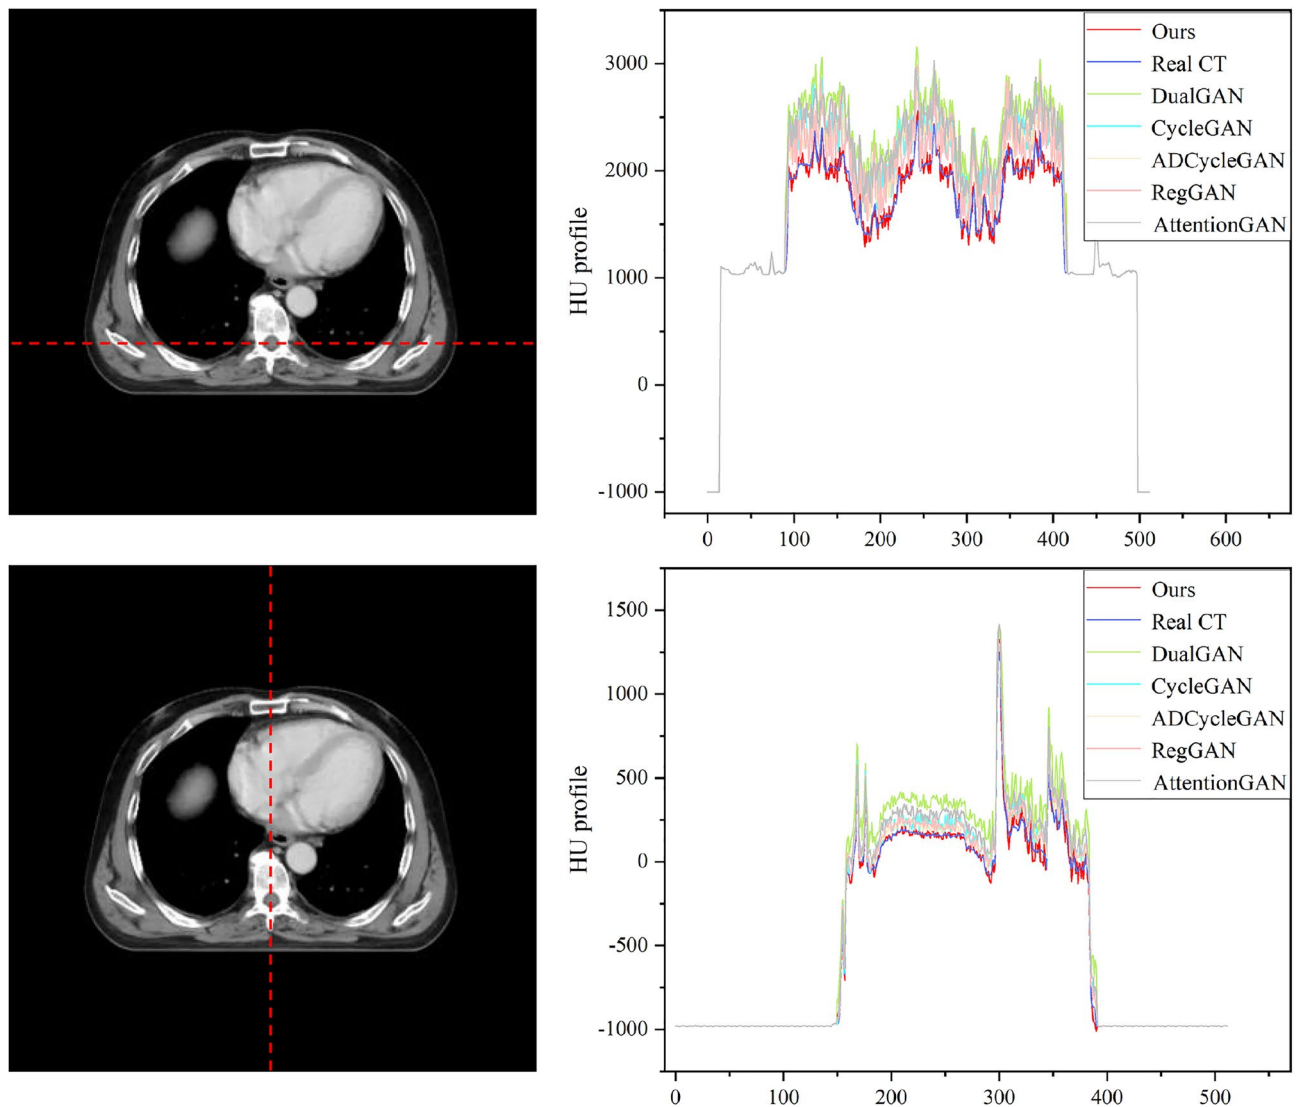 Ours
Real CT
DualGAN
CycleGAN
ADCycleGAN
RegGAN
AttentionGAN
HU profile
3000
2000
1000
0
-1000
0 100 200 300 400 500 600
Ours
Real CT
DualGAN
CycleGAN
ADCycleGAN
RegGAN
AttentionGAN
HU profile
1500
1000
500
0
-500
-1000
0 100 200 300 400 500